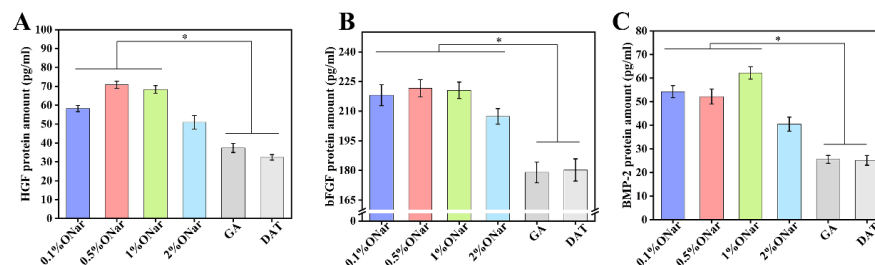 A
HGF protein amount (pg/ml)
100
90
80
70
60
50
40
30
20
10
0
*
0.1%ONar
0.5%ONar
1%ONar
2%ONar
GA
DAT
B
bFGF protein amount (pg/ml)
240
225
210
195
180
165
0
*
0.1%ONar
0.5%ONar
1%ONar
2%ONar
GA
DAT
C
BMP-2 protein amount (pg/ml)
80
70
60
50
40
30
20
10
0
*
0.1%ONar
0.5%ONar
1%ONar
2%ONar
GA
DAT